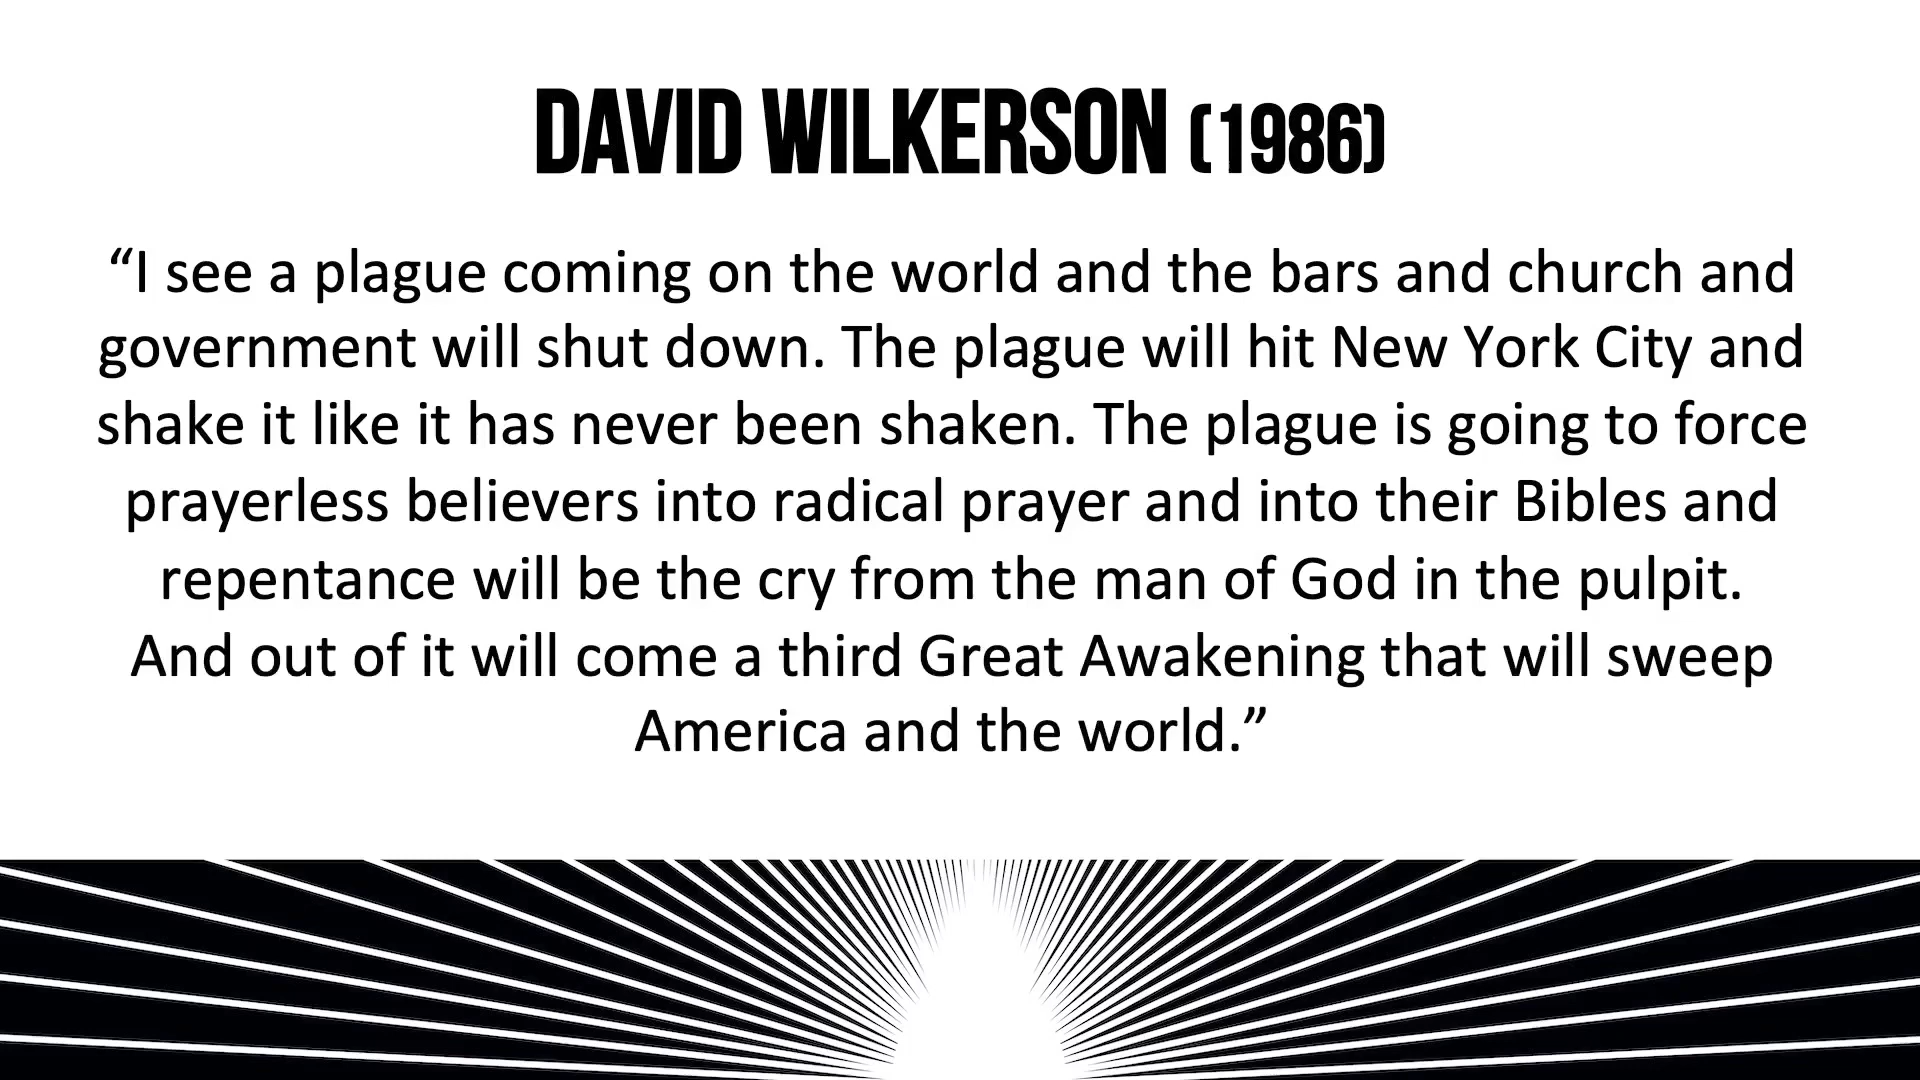 DAVID WILKERSON (1986)
“I see a plague coming on the world and the bars and church and
government will shut down. The plague will hit New York City and
shake it like it has never been shaken. The plague is going to force
prayerless believers into radical prayer and into their Bibles and
repentance will be the cry from the man of God in the pulpit.
And out of it will come a third Great Awakening that will sweep
America and the world.”